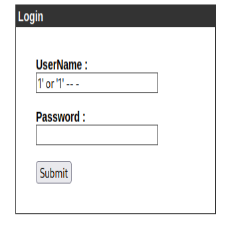 Login
UserName :
1' or '1' -- -
Password :
Submit